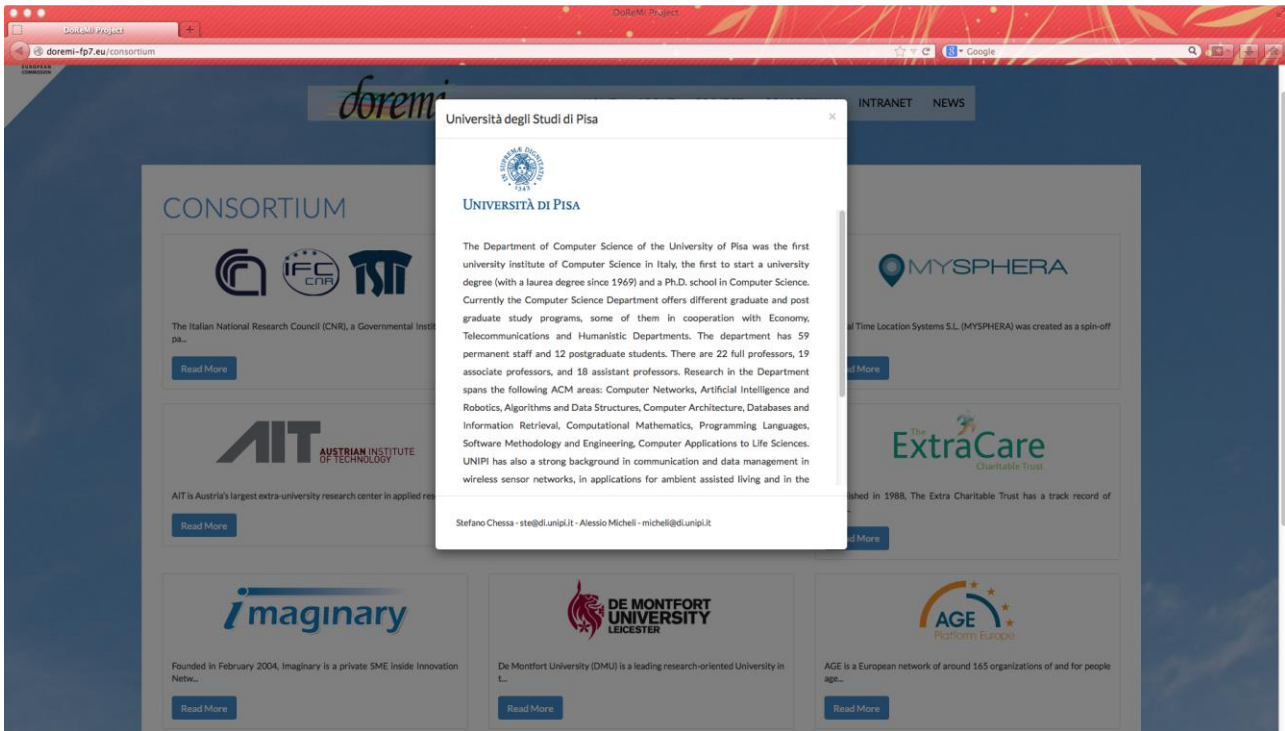 DoReMi Project
DoReMi Project
doremi-fp7.eu/consortium
Google
EUROPEAN
COMMISSION
doremi
INTRANET NEWS
Università degli Studi di Pisa
×
IN SUPREMÆ DIGNITATIS
1343
UNIVERSITÀ DI PISA
The Department of Computer Science of the University of Pisa was the first
university institute of Computer Science in Italy, the first to start a university
degree (with a laurea degree since 1969) and a Ph.D. school in Computer Science.
Currently the Computer Science Department offers different graduate and post
graduate study programs, some of them in cooperation with Economy,
Telecommunications and Humanistic Departments. The department has 59
permanent staff and 12 postgraduate students. There are 22 full professors, 19
associate professors, and 18 assistant professors. Research in the Department
spans the following ACM areas: Computer Networks, Artificial Intelligence and
Robotics, Algorithms and Data Structures, Computer Architecture, Databases and
Information Retrieval, Computational Mathematics, Programming Languages,
Software Methodology and Engineering, Computer Applications to Life Sciences.
UNIPI has also a strong background in communication and data management in
wireless sensor networks, in applications for ambient assisted living and in the
Stefano Chessa - ste@di.unipi.it - Alessio Micheli - micheli@di.unipi.it
CONSORTIUM
IFC
CNR
ISTI
MYSPHERA
The Italian National Research Council (CNR), a Governmental
pa...
Time Location Systems S.L. (MYSPHERA) was created as a spin-off
Read More
More
AIT AUSTRIAN INSTITUTE
OF TECHNOLOGY
The
ExtraCare
Charitable Trust
AIT is Austria's largest extra-university research center in applied
in 1988, The Extra Charitable Trust has a track record of
Read More
More
imaginary
DE MONTFORT
UNIVERSITY
LEICESTER
AGE
Platform Europe
Founded in February 2004, Imaginary is a private SME inside Innovation
Netw...
De Montfort University (DMU) is a leading research-oriented University in
t...
AGE is a European network of around 165 organizations of and for people
age...
Read More
Read More
Read More